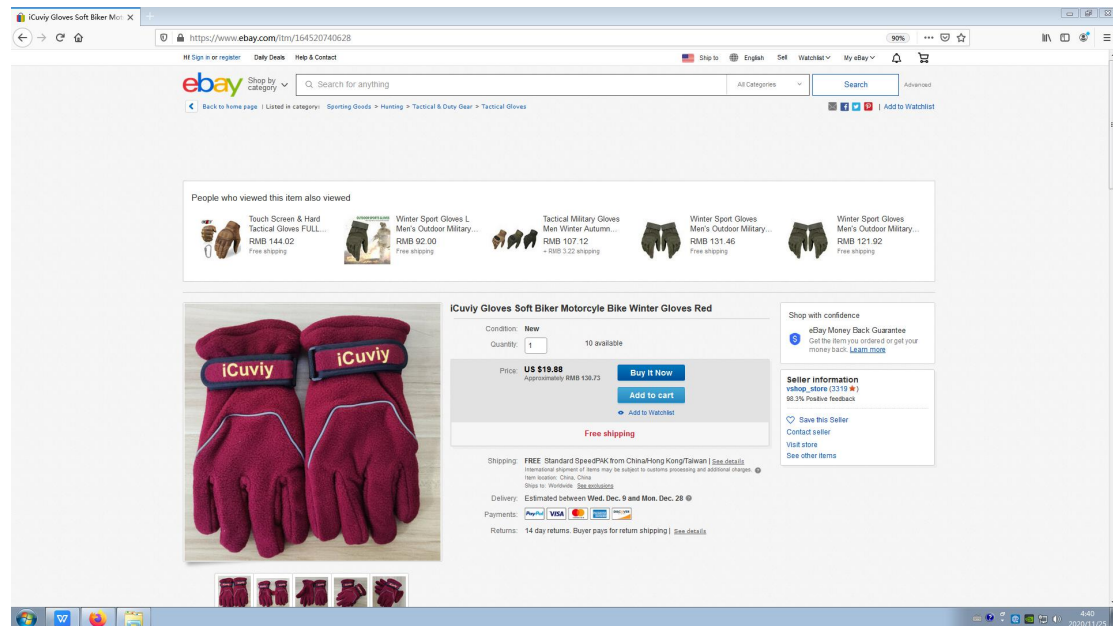 iCuviy Gloves Soft Biker Mot
https://www.ebay.com/itm/164520740628
90%
Hi! Sign in or register Daily Deals Help & Contact
Ship to English Sell Watchlist My eBay
ebay
Shop by category
Search for anything
All Categories
Search
Advanced
Back to home page | Listed in category: Sporting Goods > Hunting > Tactical & Duty Gear > Tactical Gloves
| Add to Watchlist
People who viewed this item also viewed
Touch Screen & Hard
Tactical Gloves FULL...
RMB 144.02
Free shipping
Winter Sport Gloves L
Men's Outdoor Military...
RMB 92.00
Free shipping
Tactical Military Gloves
Men Winter Autumn...
RMB 107.12
+ RMB 3.22 shipping
Winter Sport Gloves
Men's Outdoor Military...
RMB 131.46
Free shipping
Winter Sport Gloves
Men's Outdoor Military...
RMB 121.92
Free shipping
iCuviy
iCuviy
iCuviy Gloves Soft Biker Motorcyle Bike Winter Gloves Red
Condition: New
Quantity: 1 10 available
Price: US $19.88
Approximately RMB 130.73
Buy It Now
Add to cart
Add to Watchlist
Free shipping
Shipping: FREE Standard SpeedPAK from China/Hong Kong/Taiwan | See details
International shipment of items may be subject to customs processing and additional charges.
Item location: China, China
Ships to: Worldwide See exclusions
Delivery: Estimated between Wed. Dec. 9 and Mon. Dec. 28
Payments: PayPal VISA
Returns: 14 day returns. Buyer pays for return shipping | See details
Shop with confidence
eBay Money Back Guarantee
Get the item you ordered or get your
money back. Learn more
Seller information
vshop_store (3319)
98.3% Positive feedback
Save this Seller
Contact seller
Visit store
See other items
4:40
2020/11/25